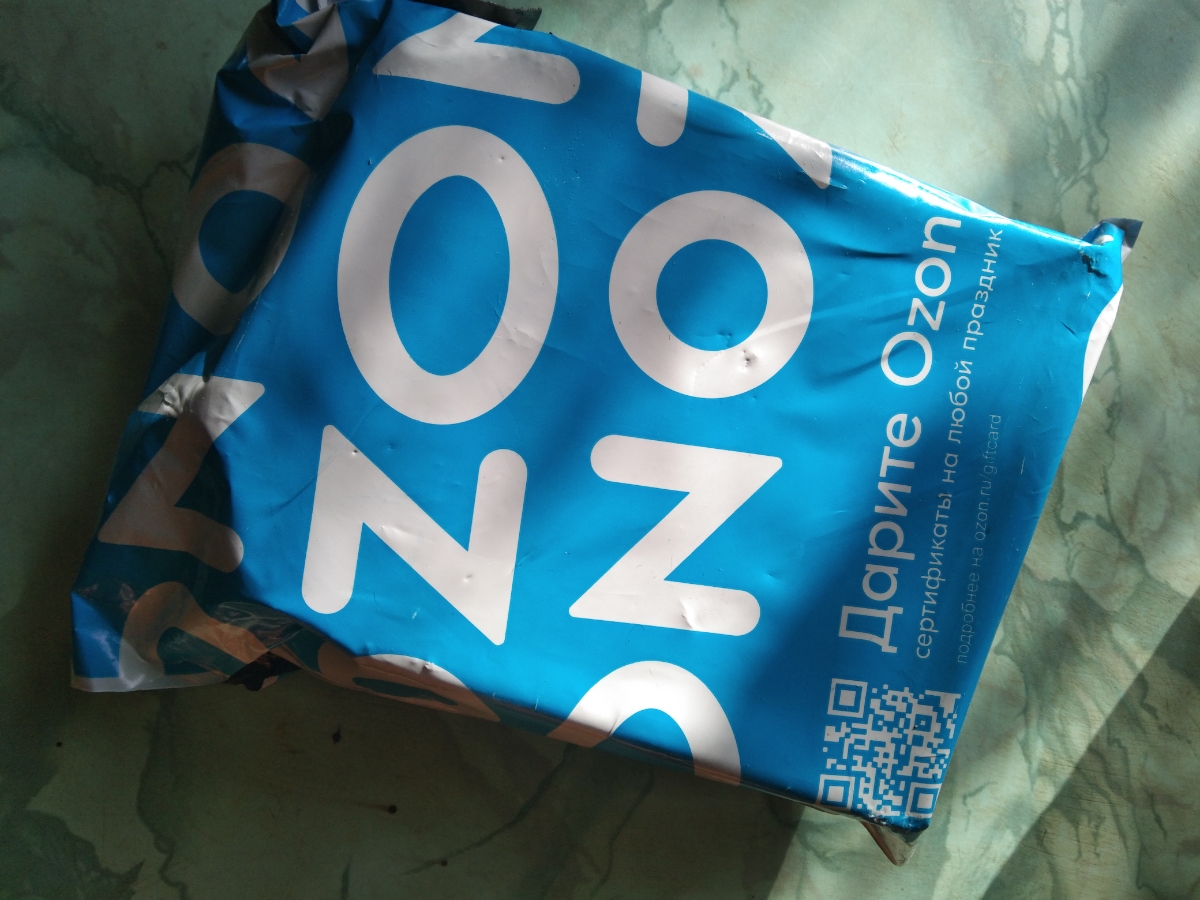 ozon
Дарите Ozon
сертификаты на любой праздник
подробнее на ozon.ru/giftcard